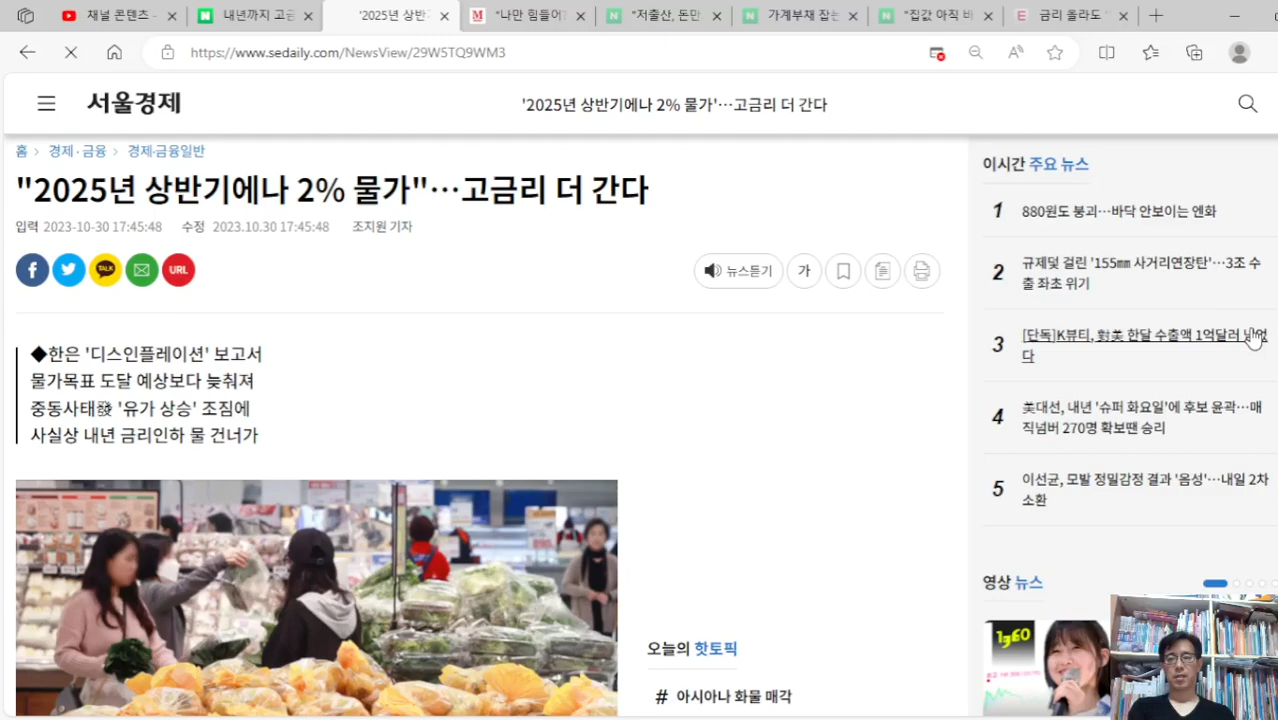 채널 콘텐츠 -
내년까지 고금
'2025년 상반
"나만 힘들어?
"저출산, 돈만
가계부채 잡는
"집값 아직 바
금리 올라도
https://www.sedaily.com/NewsView/29W5TQ9WM3
서울경제
'2025년 상반기에나 2% 물가'…고금리 더 간다
홈 > 경제 · 금융 > 경제·금융일반
"2025년 상반기에나 2% 물가"…고금리 더 간다
입력 2023-10-30 17:45:48 수정 2023.10.30 17:45:48 조지원 기자
TALK
URL
뉴스듣기
가
◆한은 '디스인플레이션' 보고서
물가목표 도달 예상보다 늦춰져
중동사태發 '유가 상승' 조짐에
사실상 내년 금리인하 물 건너가
오늘의 핫토픽
# 아시아나 화물 매각
이시간 주요 뉴스
1 880원도 붕괴…바닥 안보이는 엔화
2 규제덫 걸린 '155㎜ 사거리연장탄'…3조 수
출 좌초 위기
3 [단독]K뷰티, 對美 한달 수출액 1억달러
다
4 美대선, 내년 '슈퍼 화요일'에 후보 윤곽…매
직넘버 270명 확보땐 승리
5 이선균, 모발 정밀감정 결과 '음성'…내일 2차
소환
영상 뉴스
1360